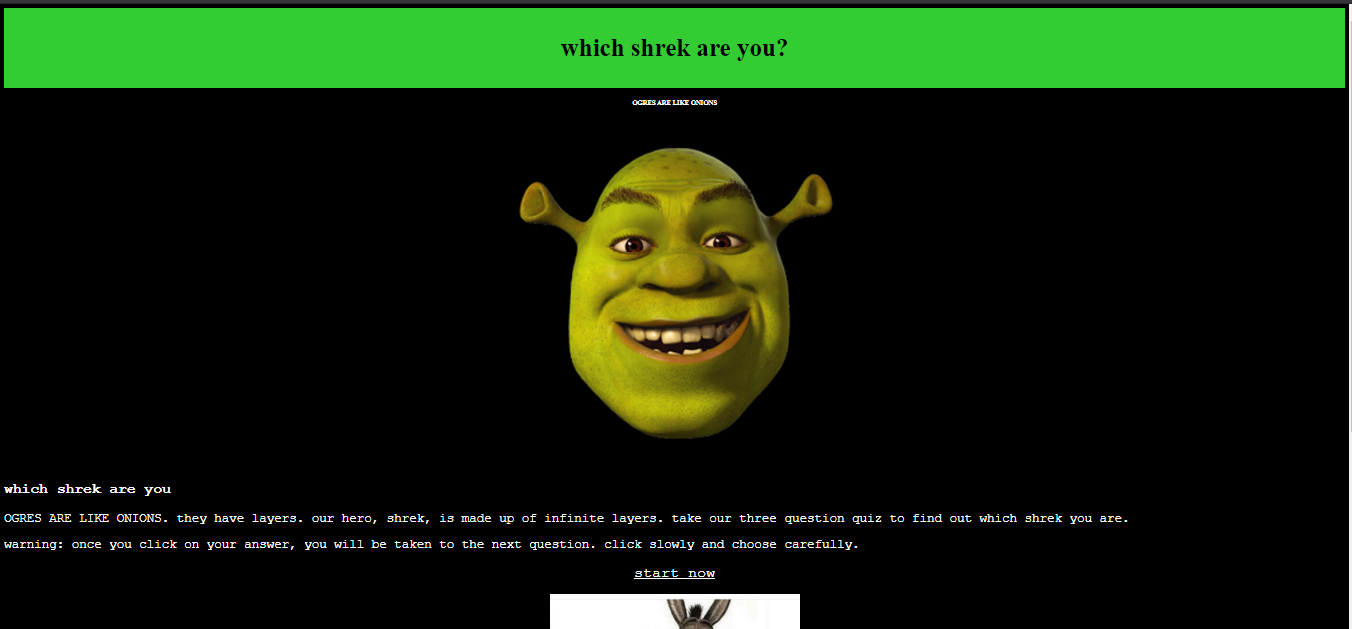 which shrek are you?
OGRES ARE LIKE ONIONS
which shrek are you
OGRES ARE LIKE ONIONS. they have layers. our hero, shrek, is made up of infinite layers. take our three question quiz to find out which shrek you are.
warning: once you click on your answer, you will be taken to the next question. click slowly and choose carefully.
start now